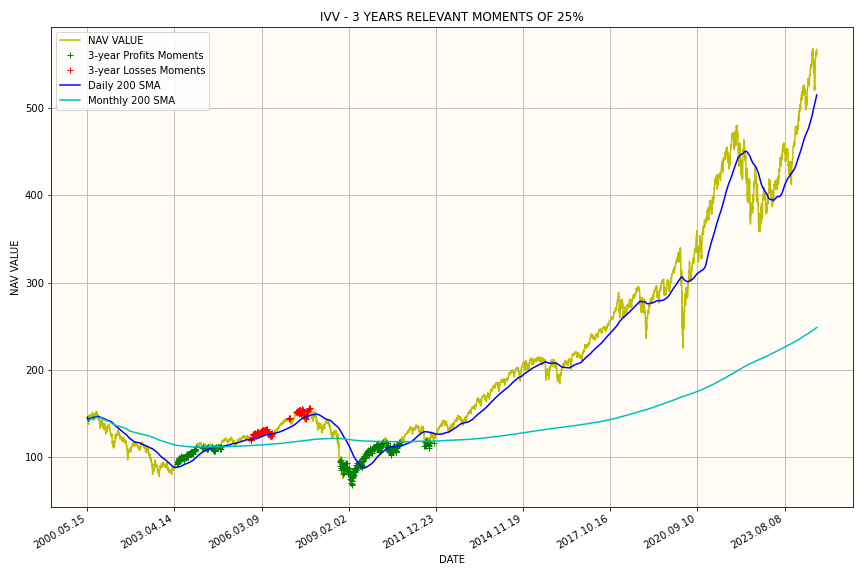 IVV - 3 YEARS RELEVANT MOMENTS OF 25%
NAV VALUE
3-year Profits Moments
3-year Losses Moments
Daily 200 SMA
Monthly 200 SMA
500
400
300
200
100
NAV VALUE
2000.05.15
2003.04.14
2006.03.09
2009.02.02
2011.12.23
2014.11.19
2017.10.16
2020.09.10
2023.08.08
DATE